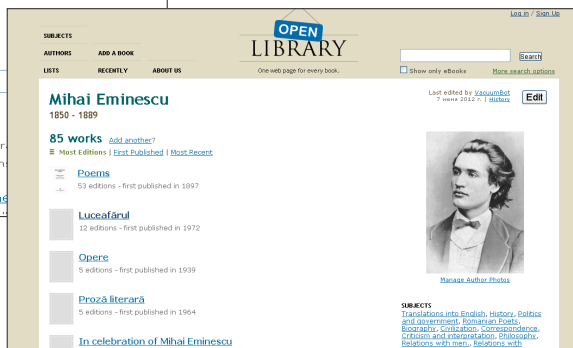 Log in / Sign Up
SUBJECTS
AUTHORS ADD A BOOK
LISTS RECENTLY ABOUT US
OPEN
LIBRARY
One web page for every book.
Search
Show only eBooks More search options
Mihai Eminescu
1850 - 1889
Last edited by VacuumBot
7 июня 2012 г. | History
Edit
85 works Add another?
Most Editions | First Published | Most Recent
Poems
53 editions - first published in 1897
Luceafărul
12 editions - first published in 1972
Opere
5 editions - first published in 1939
Proză literară
5 editions - first published in 1964
In celebration of Mihai Eminescu
Manage Author Photos
SUBJECTS
Translations into English, History, Politics
and government, Romanian Poets,
Biography, Civilization, Correspondence,
Criticism and interpretation, Philosophy,
Relations with men., Relations with